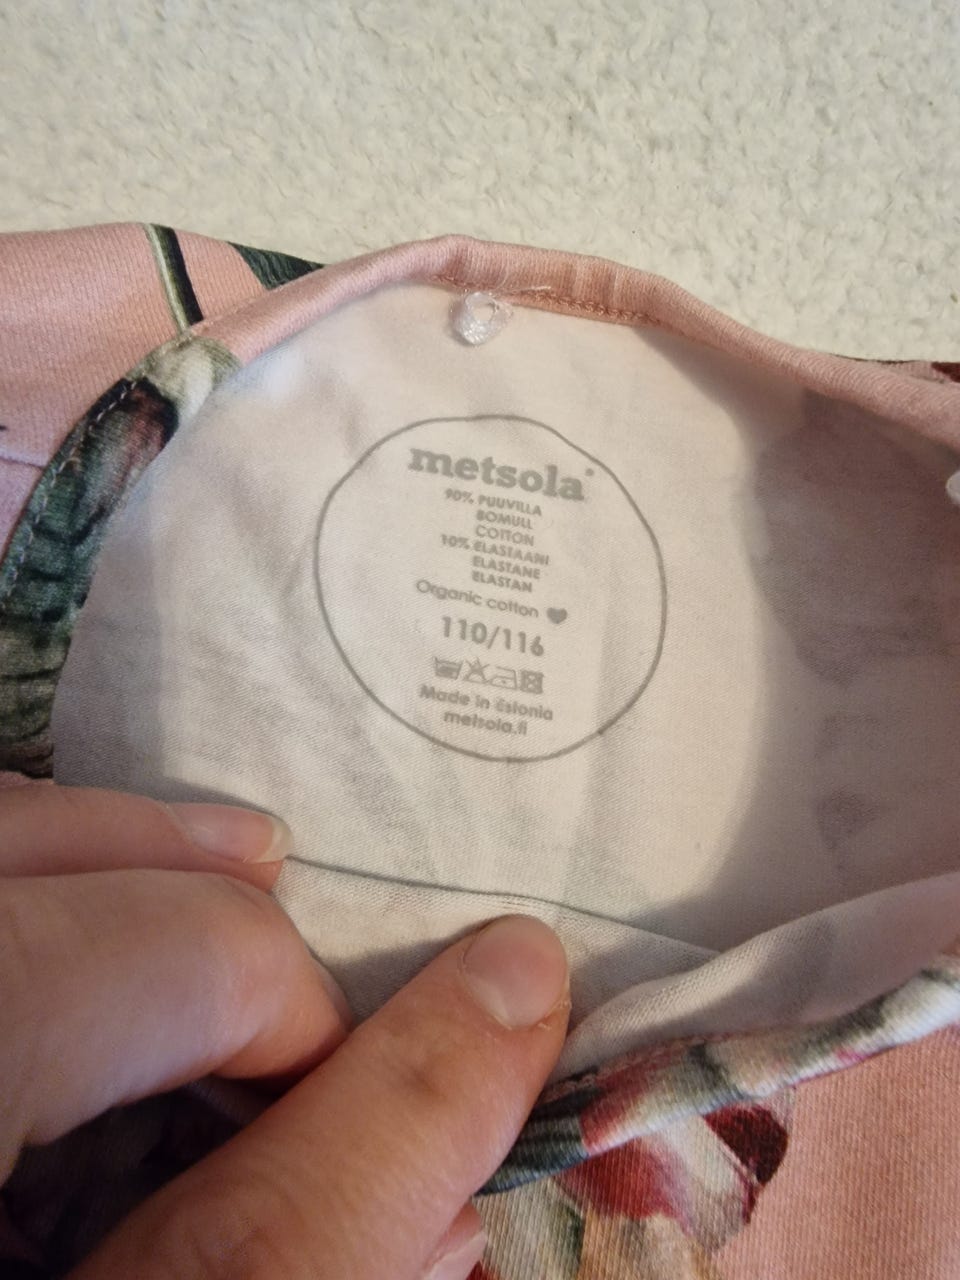 metsola®
90% PUUVILLA
BOMULL
COTTON
10% ELASTAANI
ELASTANE
ELASTAN
Organic cotton ♥
110/116
Made in Estonia
metsola.fi